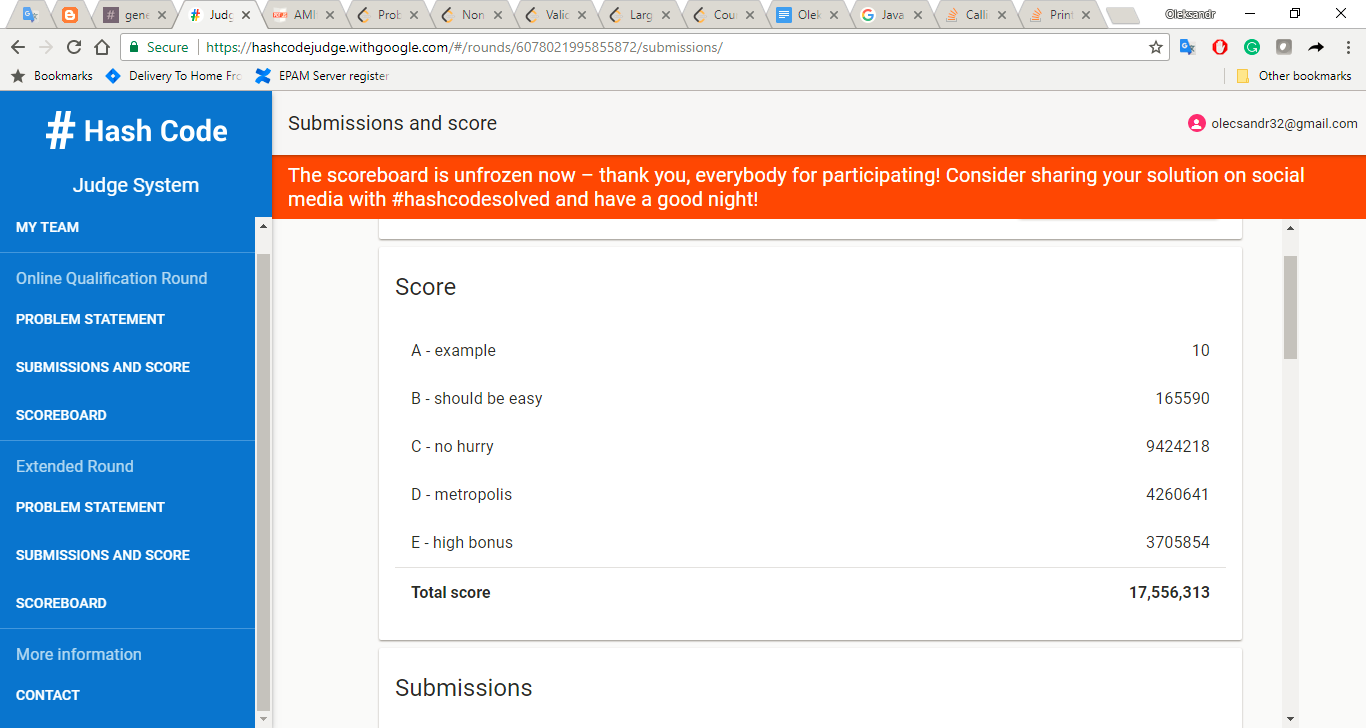 gene
Judg
AMI
Prob
Non
Valic
Larg
Cour
Olek
Java
Calli
Print
Oleksandr
Secure
https://hashcodejudge.withgoogle.com/#/rounds/6078021995855872/submissions/
Bookmarks
Delivery To Home Frc
EPAM Server register
Other bookmarks
# Hash Code
Judge System
MY TEAM
Online Qualification Round
PROBLEM STATEMENT
SUBMISSIONS AND SCORE
SCOREBOARD
Extended Round
PROBLEM STATEMENT
SUBMISSIONS AND SCORE
SCOREBOARD
More information
CONTACT
Submissions and score
olecsandr32@gmail.com
The scoreboard is unfrozen now – thank you, everybody for participating! Consider sharing your solution on social
media with #hashcodesolved and have a good night!
Score
A - example 10
B - should be easy 165590
C - no hurry 9424218
D - metropolis 4260641
E - high bonus 3705854
Total score 17,556,313
Submissions